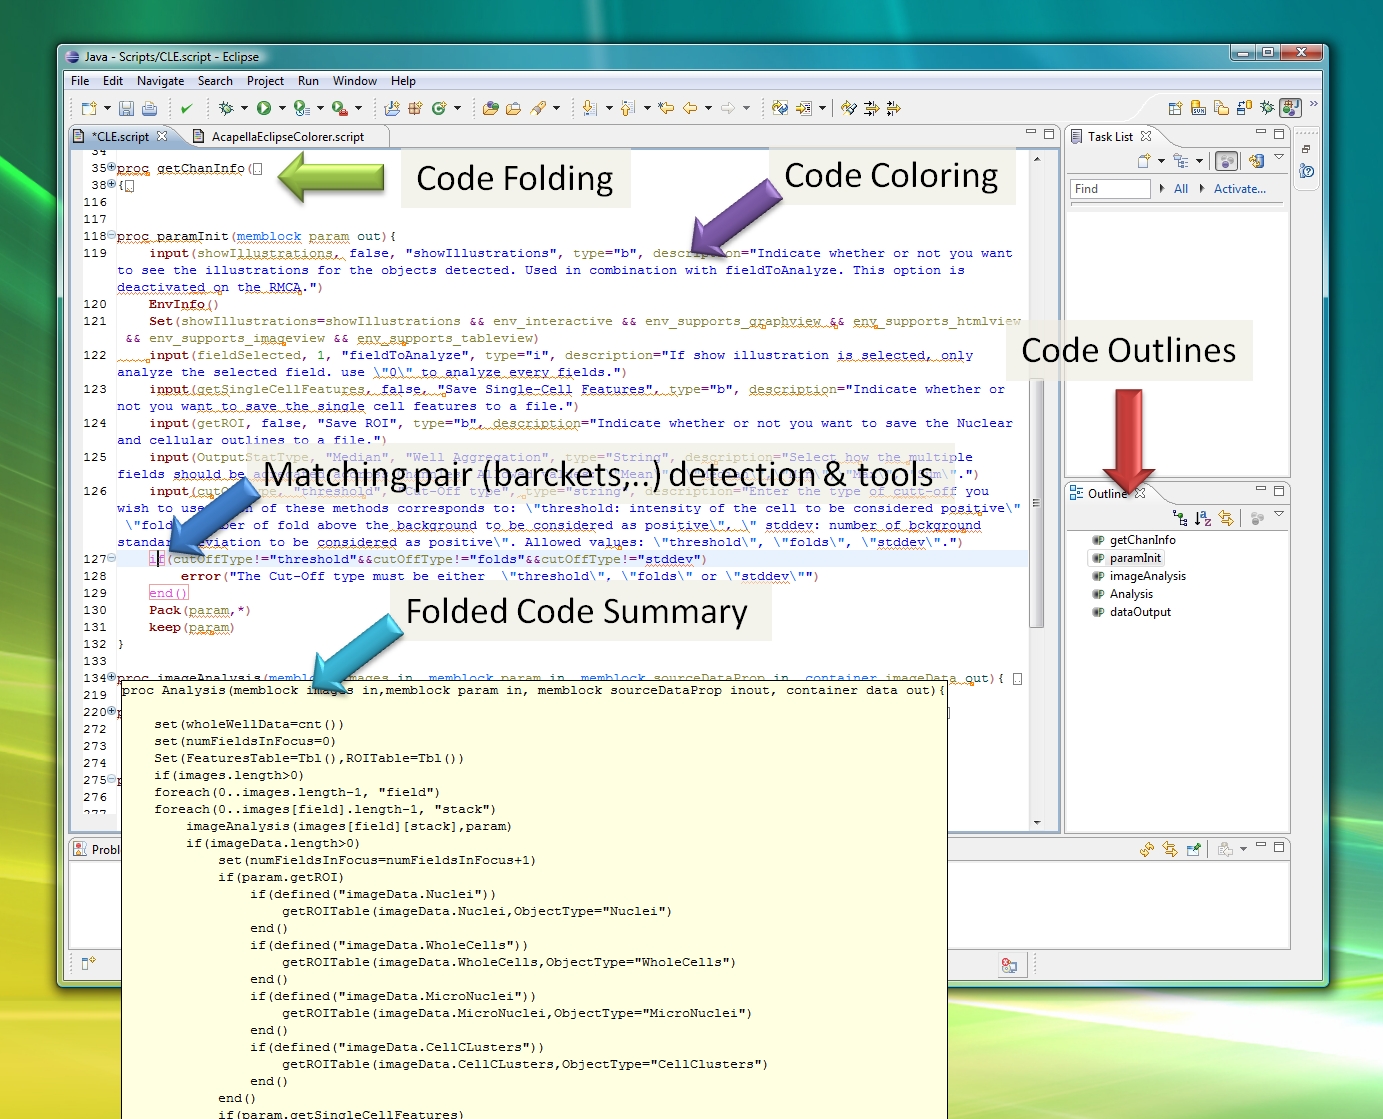 Java - Scripts/CLE.script - Eclipse
File Edit Navigate Search Project Run Window Help
*CLE.script
AcapellaEclipseColorer.script
34
35 proc getChanInfo(
38 {
116
117
118 proc paramInit(memblock param out){
119 input(showIllustrations, false, "showIllustrations", type="b", description="Indicate whether or not you want
to see the illustrations for the objects detected. Used in combination with fieldToAnalyze. This option is
deactivated on the RMCA.")
120 EnvInfo()
121 Set(showIllustrations=showIllustrations && env_interactive && env_supports_graphview && env_supports_htmlview
&& env_supports_imageview && env_supports_tableview)
122 input(fieldSelected, 1, "fieldToAnalyze", type="i", description="If show illustration is selected, only
analyze the selected field. use \"0\" to analyze every fields.")
123 input(getSingleCellFeatures, false, "Save Single-Cell Features", type="b", description="Indicate whether or
not you want to save the single cell features to a file.")
124 input(getROI, false, "Save ROI", type="b", description="Indicate whether or not you want to save the Nuclear
and cellular outlines to a file.")
125 input(OutputStatType, "Median", "Well Aggregation", type="String", description="Select how the multiple
fields should be
126 input( "threshold", "Cut-Off type", type="string", description="Enter the type of cutt-off you
wish to use of these methods corresponds to: \"threshold: intensity of the cell to be considered positive\"
\"fold of fold above the background to be considered as positive\", \" stddev: number of bckground
standar deviation to be considered as positive\". Allowed values: \"threshold\", \"folds\", \"stddev\".")
127 if(cutOffType!="threshold"&&cutOffType!="folds"&&cutOffType!="stddev")
128 error("The Cut-Off type must be either \"threshold\", \"folds\" or \"stddev\"")
129 end()
130 Pack(param,*)
131 keep(param)
132 }
133
134 proc imageAnalysis( in, memblock param in, memblock sourceDataProp in, container imageData out){
219
220
272
273
274
275
276
277
Code Folding
Code Coloring
Code Outlines
Matching pair (barckets,..) detection & tools
Folded Code Summary
proc Analysis(memblock images in,memblock param in, memblock sourceDataProp inout, container data out){
set(wholeWellData=cnt())
set(numFieldsInFocus=0)
Set(FeaturesTable=Tbl(),ROITable=Tbl())
if(images.length>0)
foreach(0..images.length-1, "field")
foreach(0..images[field].length-1, "stack")
imageAnalysis(images[field][stack],param)
if(imageData.length>0)
set(numFieldsInFocus=numFieldsInFocus+1)
if(param.getROI)
if(defined("imageData.Nuclei"))
getROITable(imageData.Nuclei,ObjectType="Nuclei")
end()
if(defined("imageData.WholeCells"))
getROITable(imageData.WholeCells,ObjectType="WholeCells")
end()
if(defined("imageData.MicroNuclei"))
getROITable(imageData.MicroNuclei,ObjectType="MicroNuclei")
end()
if(defined("imageData.CellCLusters"))
getROITable(imageData.CellCLusters,ObjectType="CellClusters")
end()
end()
if(param.getSingleCellFeatures)
Task List
Find
All
Activate...
Outline
getChanInfo
paramInit
imageAnalysis
Analysis
dataOutput
Probl